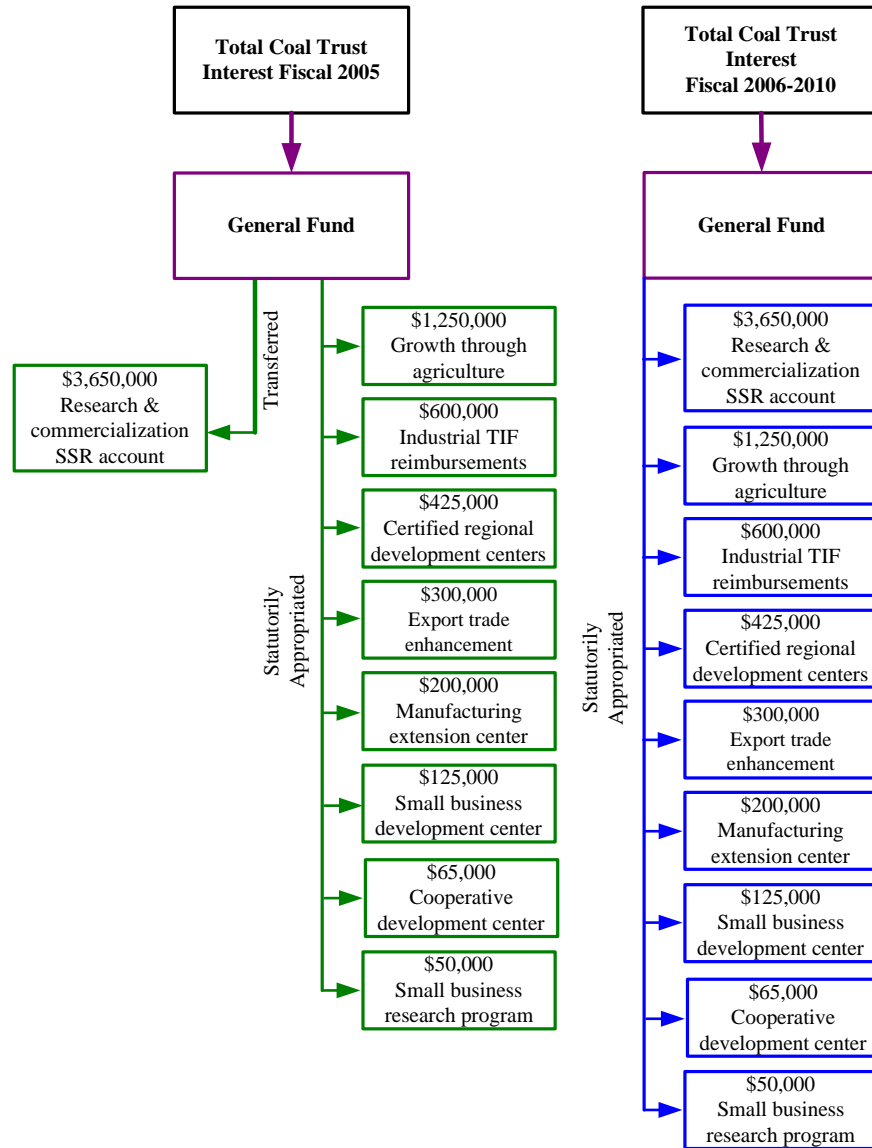 Total Coal Trust
Interest Fiscal 2005
General Fund
Transferred
$3,650,000
Research &
commercialization
SSR account
Statutorily
Appropriated
$1,250,000
Growth through
agriculture
$600,000
Industrial TIF
reimbursements
$425,000
Certified regional
development centers
$300,000
Export trade
enhancement
$200,000
Manufacturing
extension center
$125,000
Small business
development center
$65,000
Cooperative
development center
$50,000
Small business
research program
Total Coal Trust
Interest
Fiscal 2006-2010
General Fund
Statutorily
Appropriated
$3,650,000
Research &
commercialization
SSR account
$1,250,000
Growth through
agriculture
$600,000
Industrial TIF
reimbursements
$425,000
Certified regional
development centers
$300,000
Export trade
enhancement
$200,000
Manufacturing
extension center
$125,000
Small business
development center
$65,000
Cooperative
development center
$50,000
Small business
research program